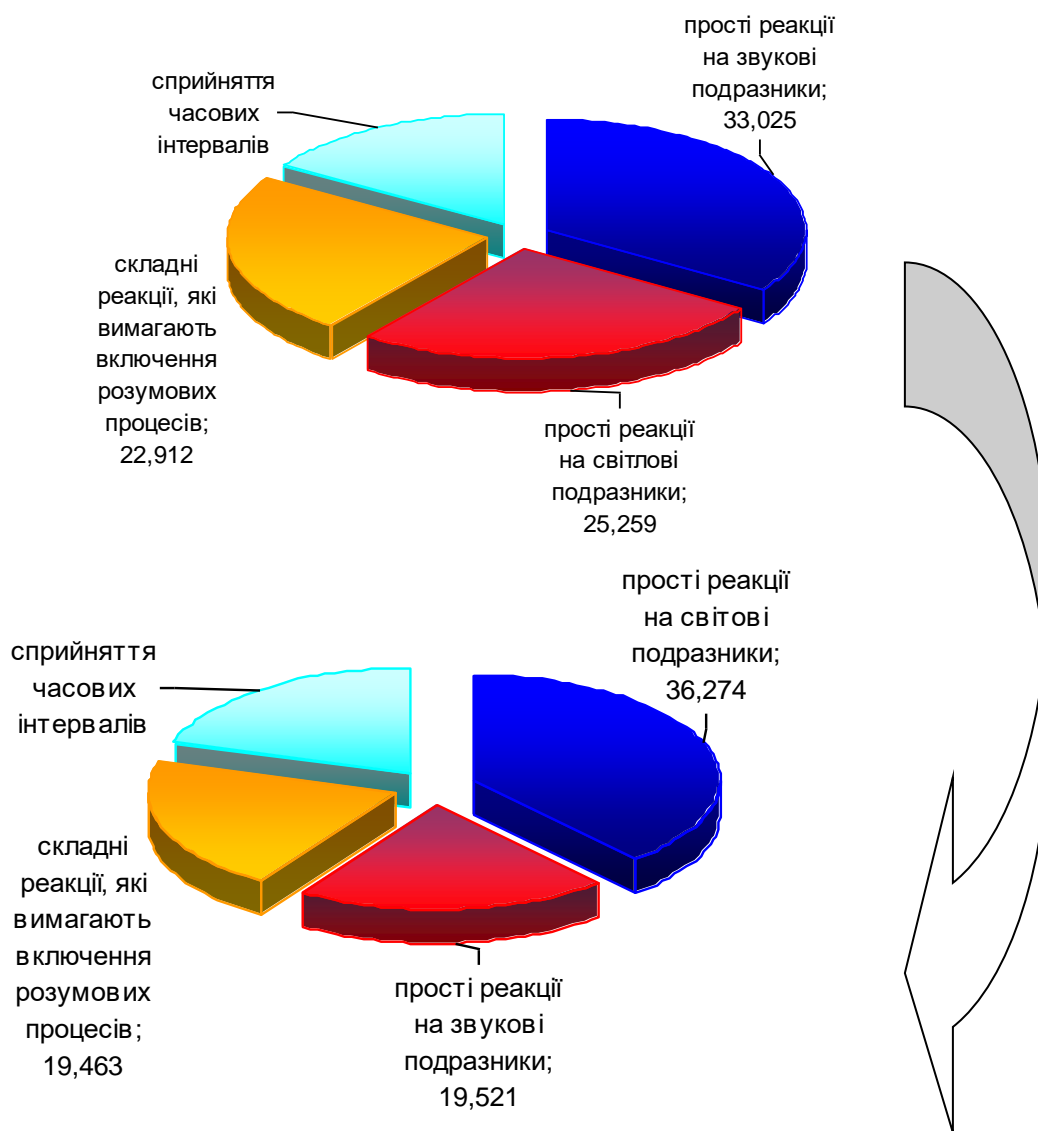 прості реакції
на звукові
подразники;
33,025
сприйняття
часових
інтервалів
складні
реакції, які
вимагають
включення
розумових
процесів;
22,912
прості реакції
на світлові
подразники;
25,259
прості реакції
на світові
подразники;
36,274
сприйняття
часових
інтервалів
складні
реакції, які
вимагають
включення
розумових
процесів;
19,463
прості реакції
на звукові
подразники;
19,521